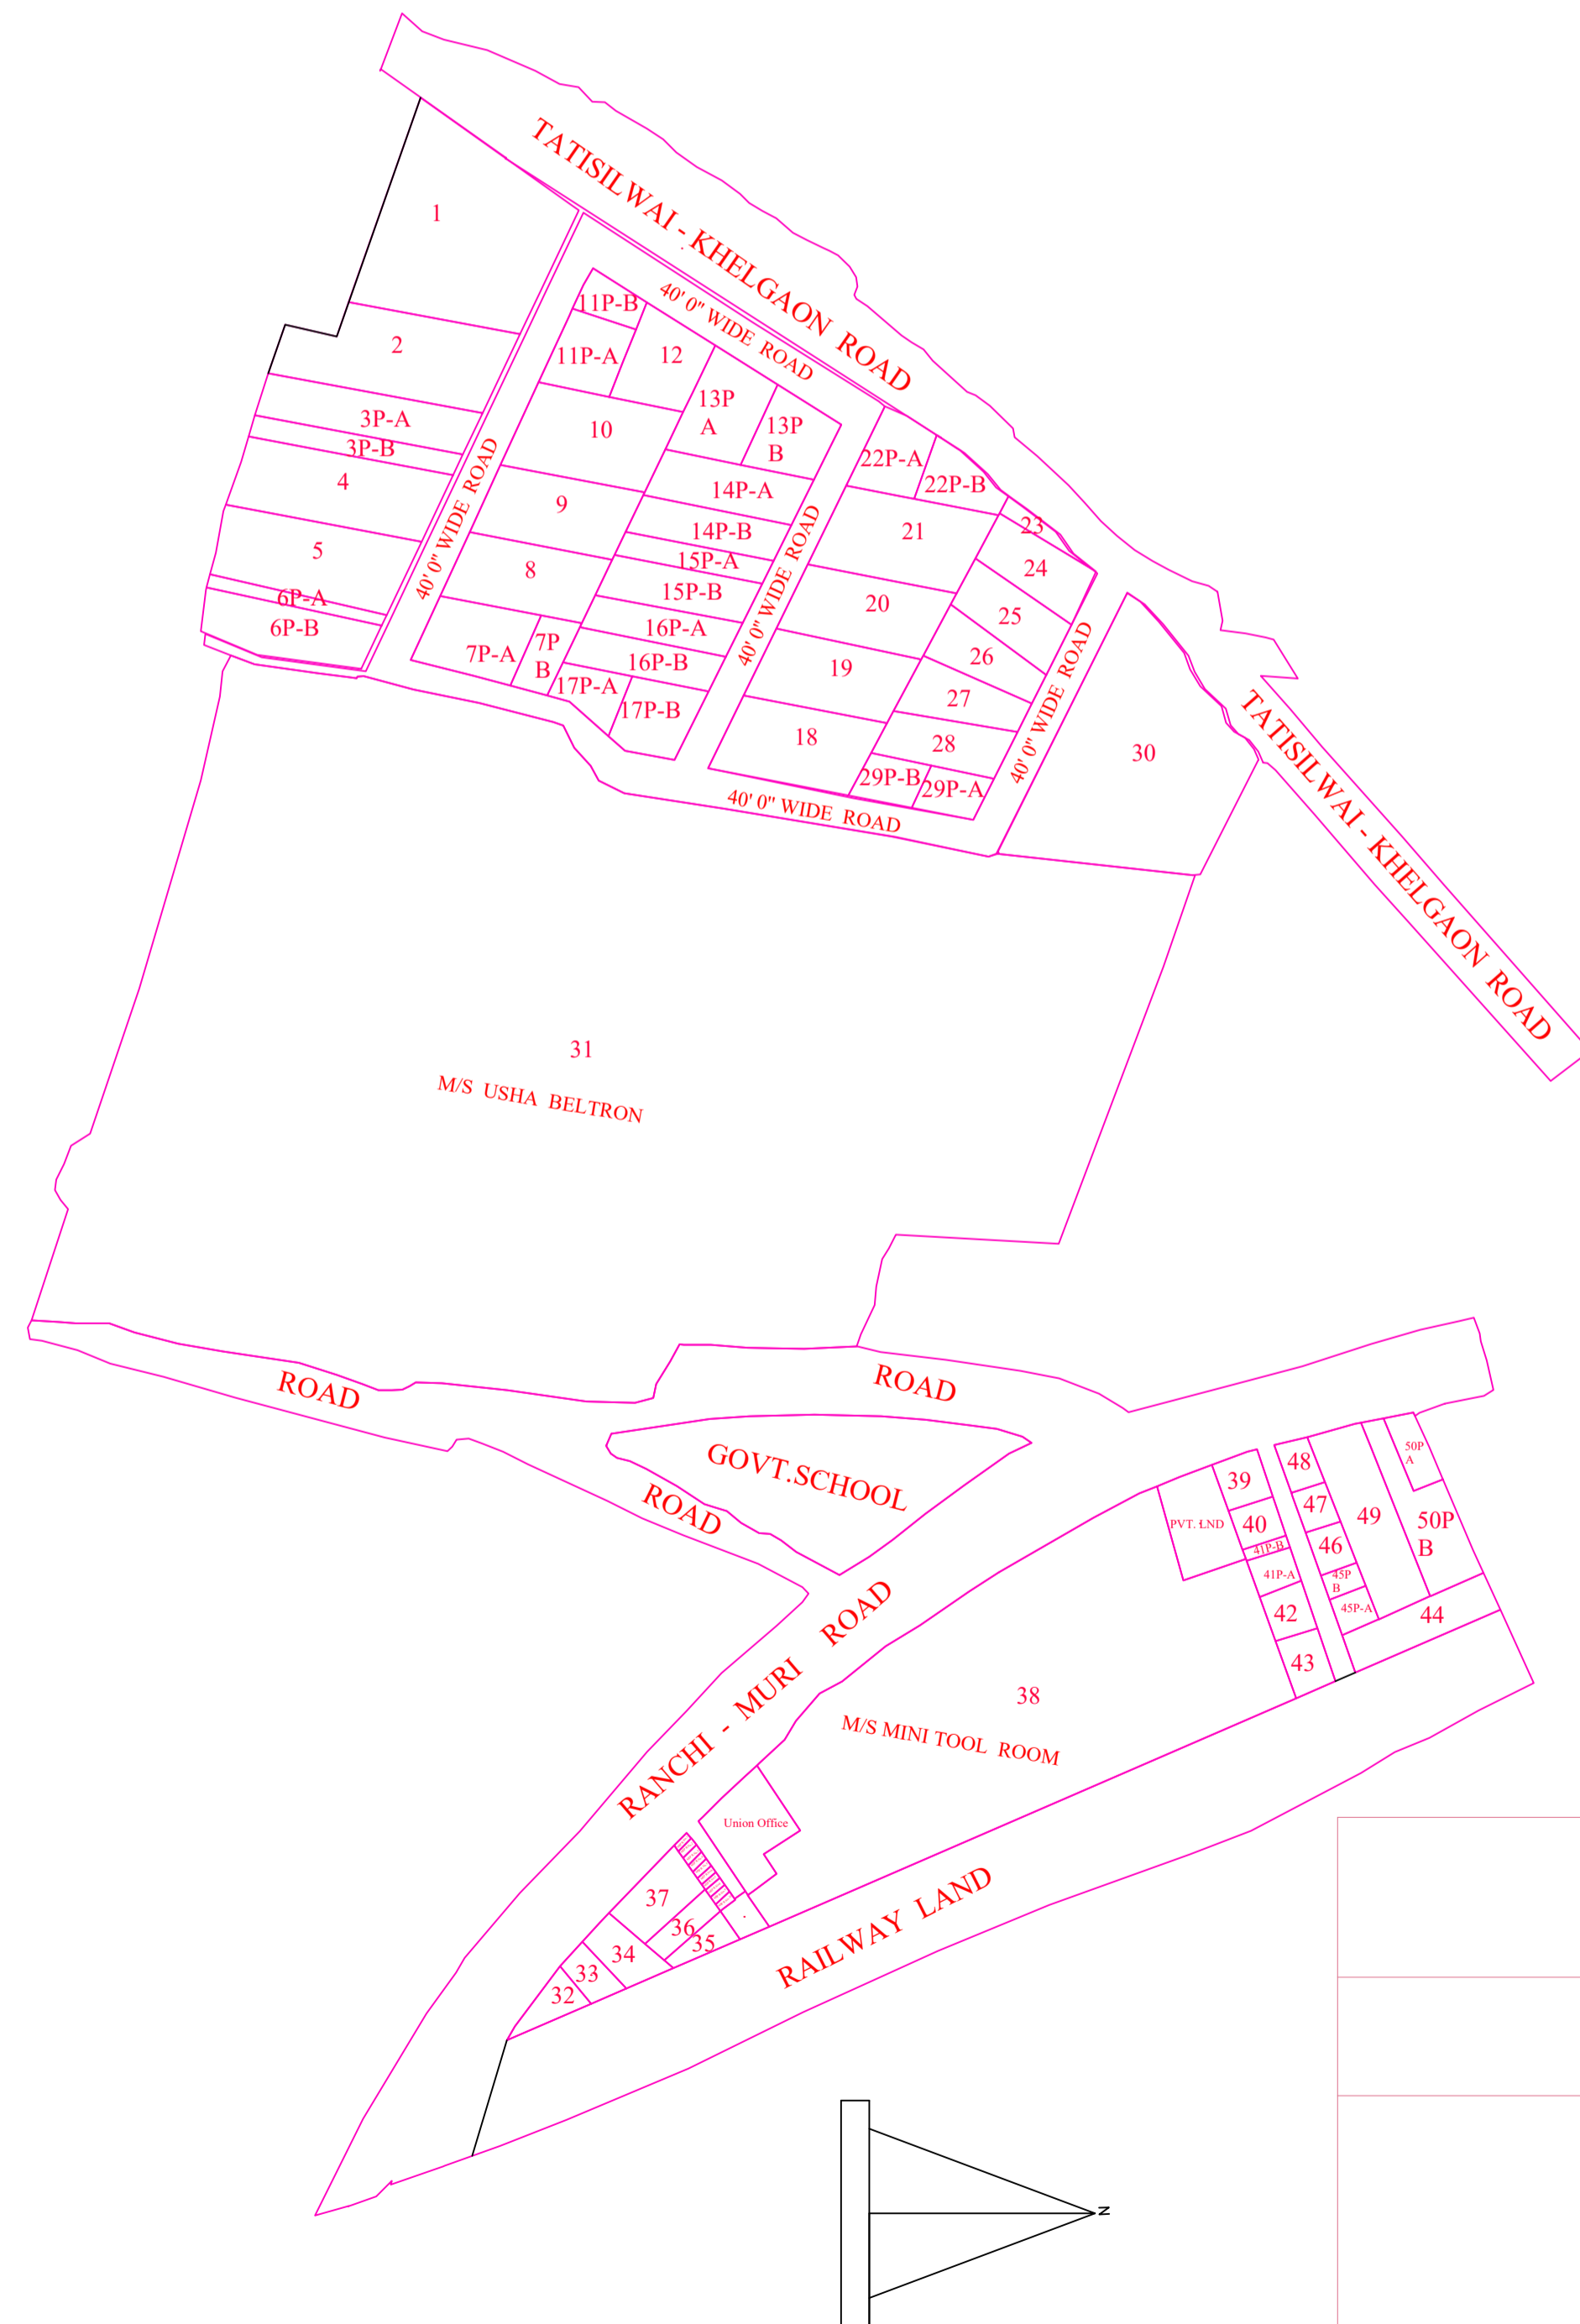 TATISILWAI - KHELGAON ROAD
1
11P-B
40' 0" WIDE ROAD
2
11P-A
12
13P
A
3P-A
10
13P
B
3P-B
22P-A
4
14P-A
22P-B
9
40' 0" WIDE ROAD
14P-B
21
23
5
15P-A
8
24
15P-B
40' 0" WIDE ROAD
20
6P-A
25
6P-B
16P-A
7P-A
7P
B
16P-B
19
26
17P-A
27
40' 0" WIDE ROAD
17P-B
18
28
30
29P-B
29P-A
40' 0" WIDE ROAD
TATISILWAI - KHELGAON ROAD
31
M/S USHA BELTRON
ROAD
ROAD
GOVT.SCHOOL
ROAD
50P
A
48
39
47
49
50P
B
PVT. LND
40
46
41P-B
41P-A
45P
B
45P-A
44
42
43
RANCHI - MURI ROAD
38
M/S MINI TOOL ROOM
Union Office
37
36
35
34
33
32
RAILWAY LAND
N